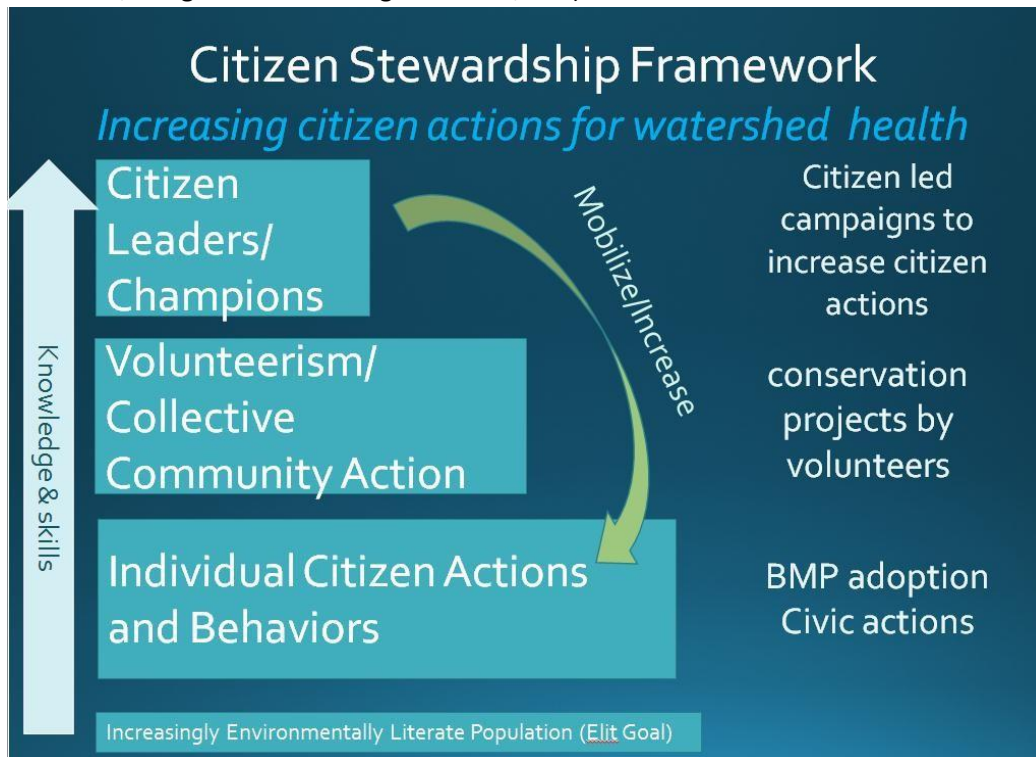 Citizen Stewardship Framework
Increasing citizen actions for watershed health
Citizen
Leaders/
Champions
Mobilize/Increase
Citizen led
campaigns to
increase citizen
actions
Knowledge& skills
Volunteerism/
Collective
Community Action
conservation
projects by
volunteers
Individual Citizen Actions
and Behaviors
BMP adoption
Civic actions
Increasingly Environmentally Literate Population (Elit Goal)